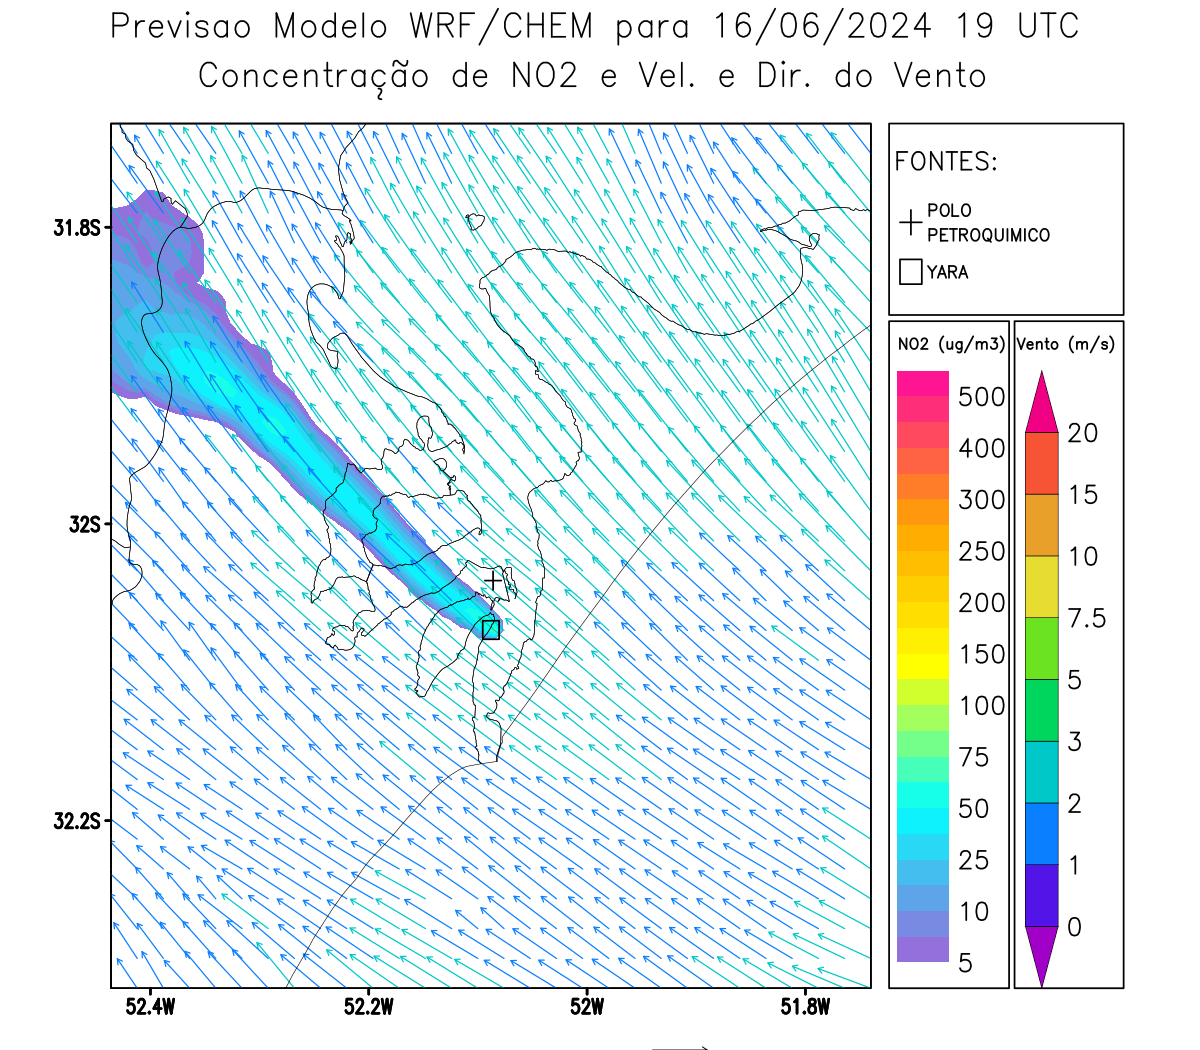 Previsao Modelo WRF/CHEM para 16/06/2024 19 UTC
Concentração de NO2 e Vel. e Dir. do Vento
FONTES:
POLO
PETROQUIMICO
YARA
NO2 (ug/m3)
500
400
300
250
200
150
100
75
50
25
10
5
Vento (m/s)
20
15
10
7.5
5
3
2
1
0
31.8S
32S
32.2S
52.4W
52.2W
52W
51.8W